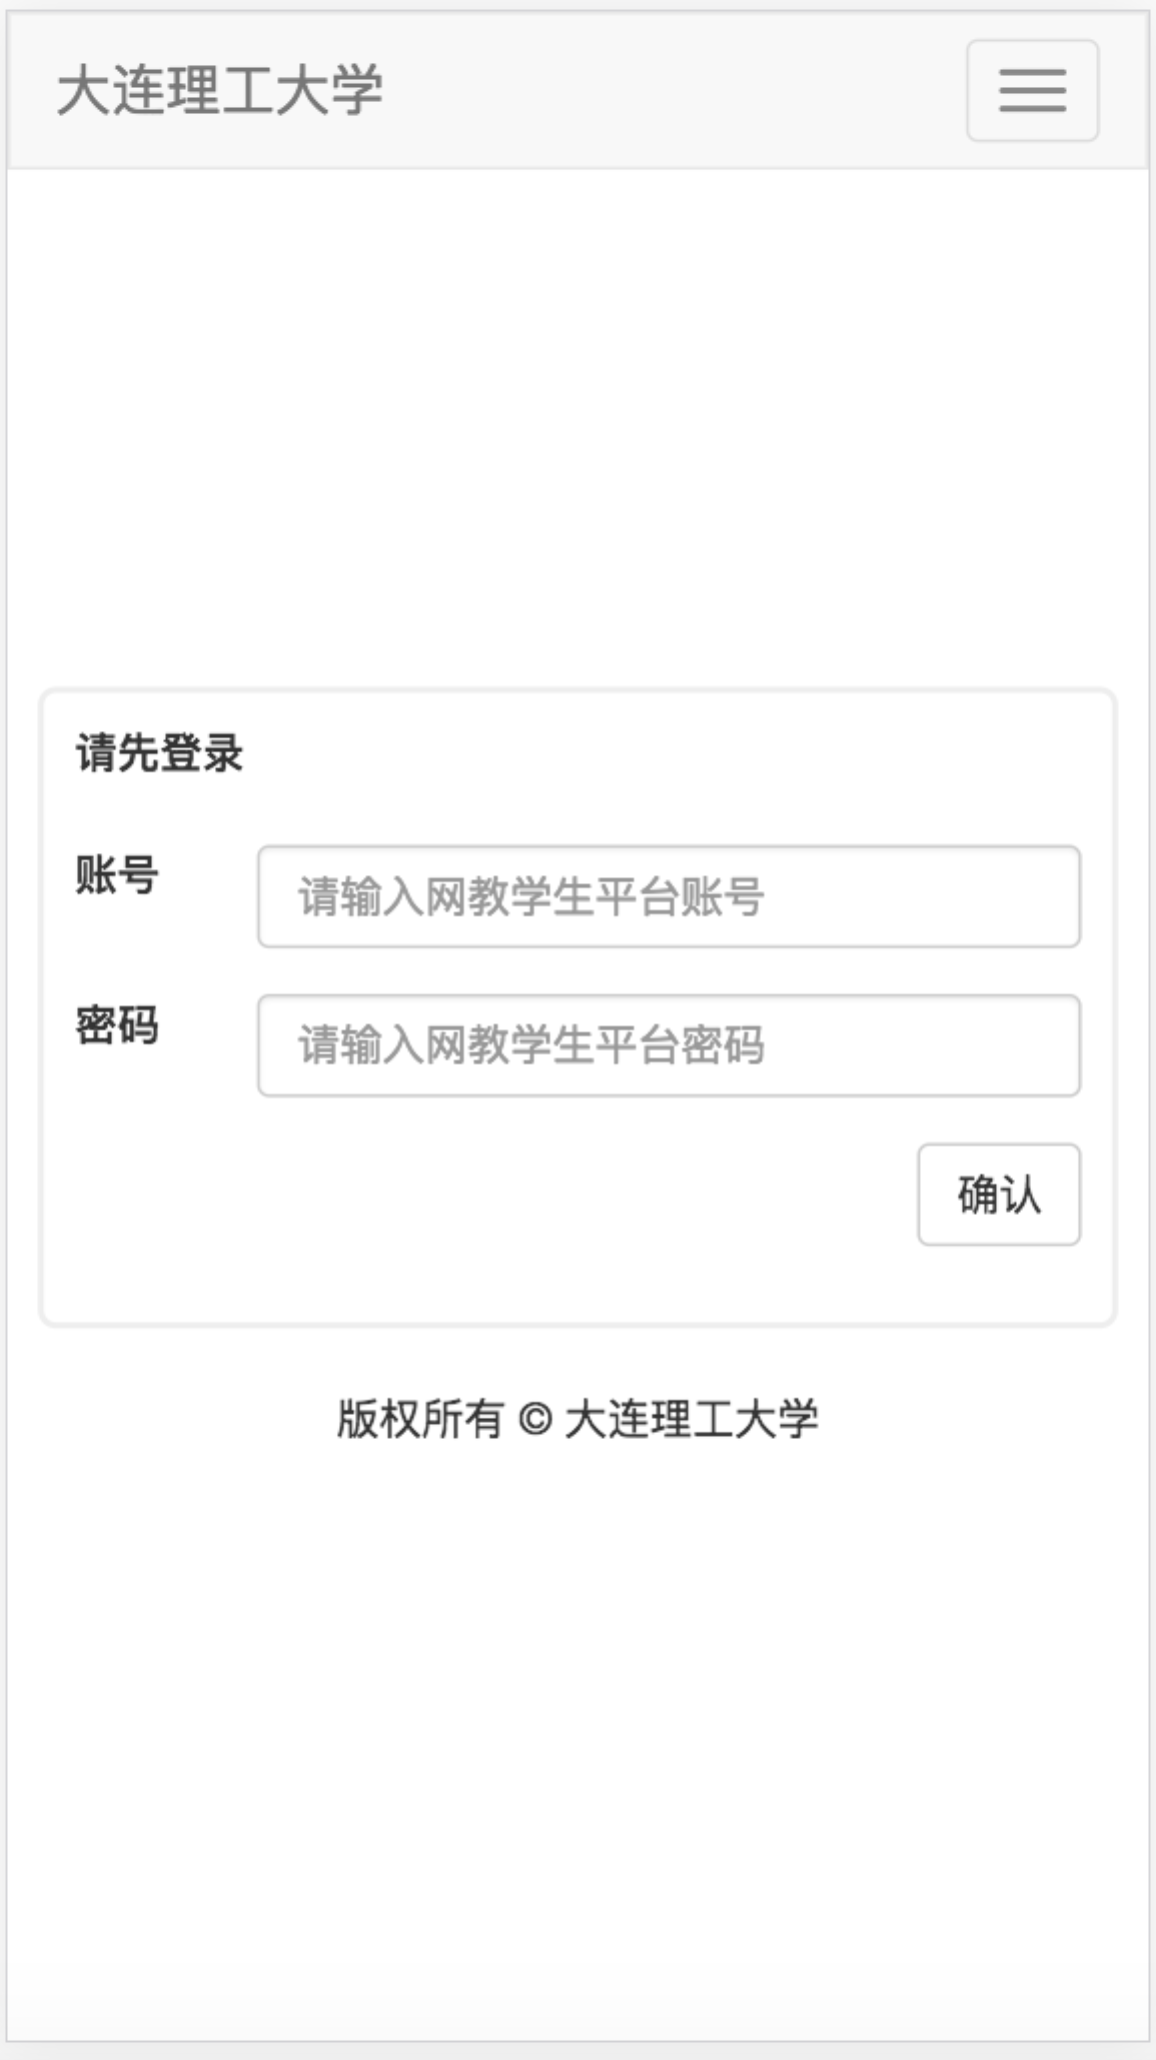 大连理工大学
请先登录
账号
请输入网教学生平台账号
密码
请输入网教学生平台密码
确认
版权所有 © 大连理工大学